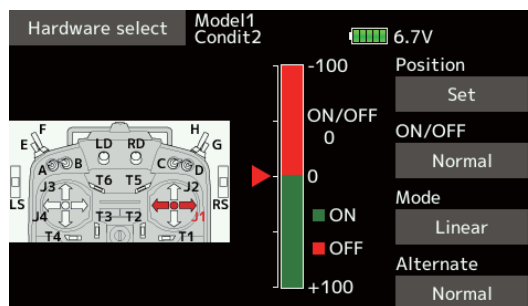 Hardware select
Model1
Condit2
6.7V
Position
Set
ON/OFF
Normal
Mode
Linear
Alternate
Normal
-100
ON/OFF
0
0
ON
OFF
+100
F
H
E
G
LD
RD
A
B
C
D
J3
T6
T5
J2
LS
RS
J4
T3
T2
J1
T4
T1